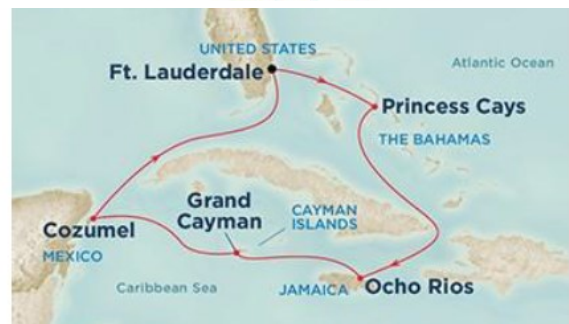 UNITED STATES
Ft. Lauderdale
Atlantic Ocean
Princess Cays
THE BAHAMAS
Grand
Cayman
CAYMAN
ISLANDS
Cozumel
MEXICO
Caribbean Sea
JAMAICA
Ocho Rios